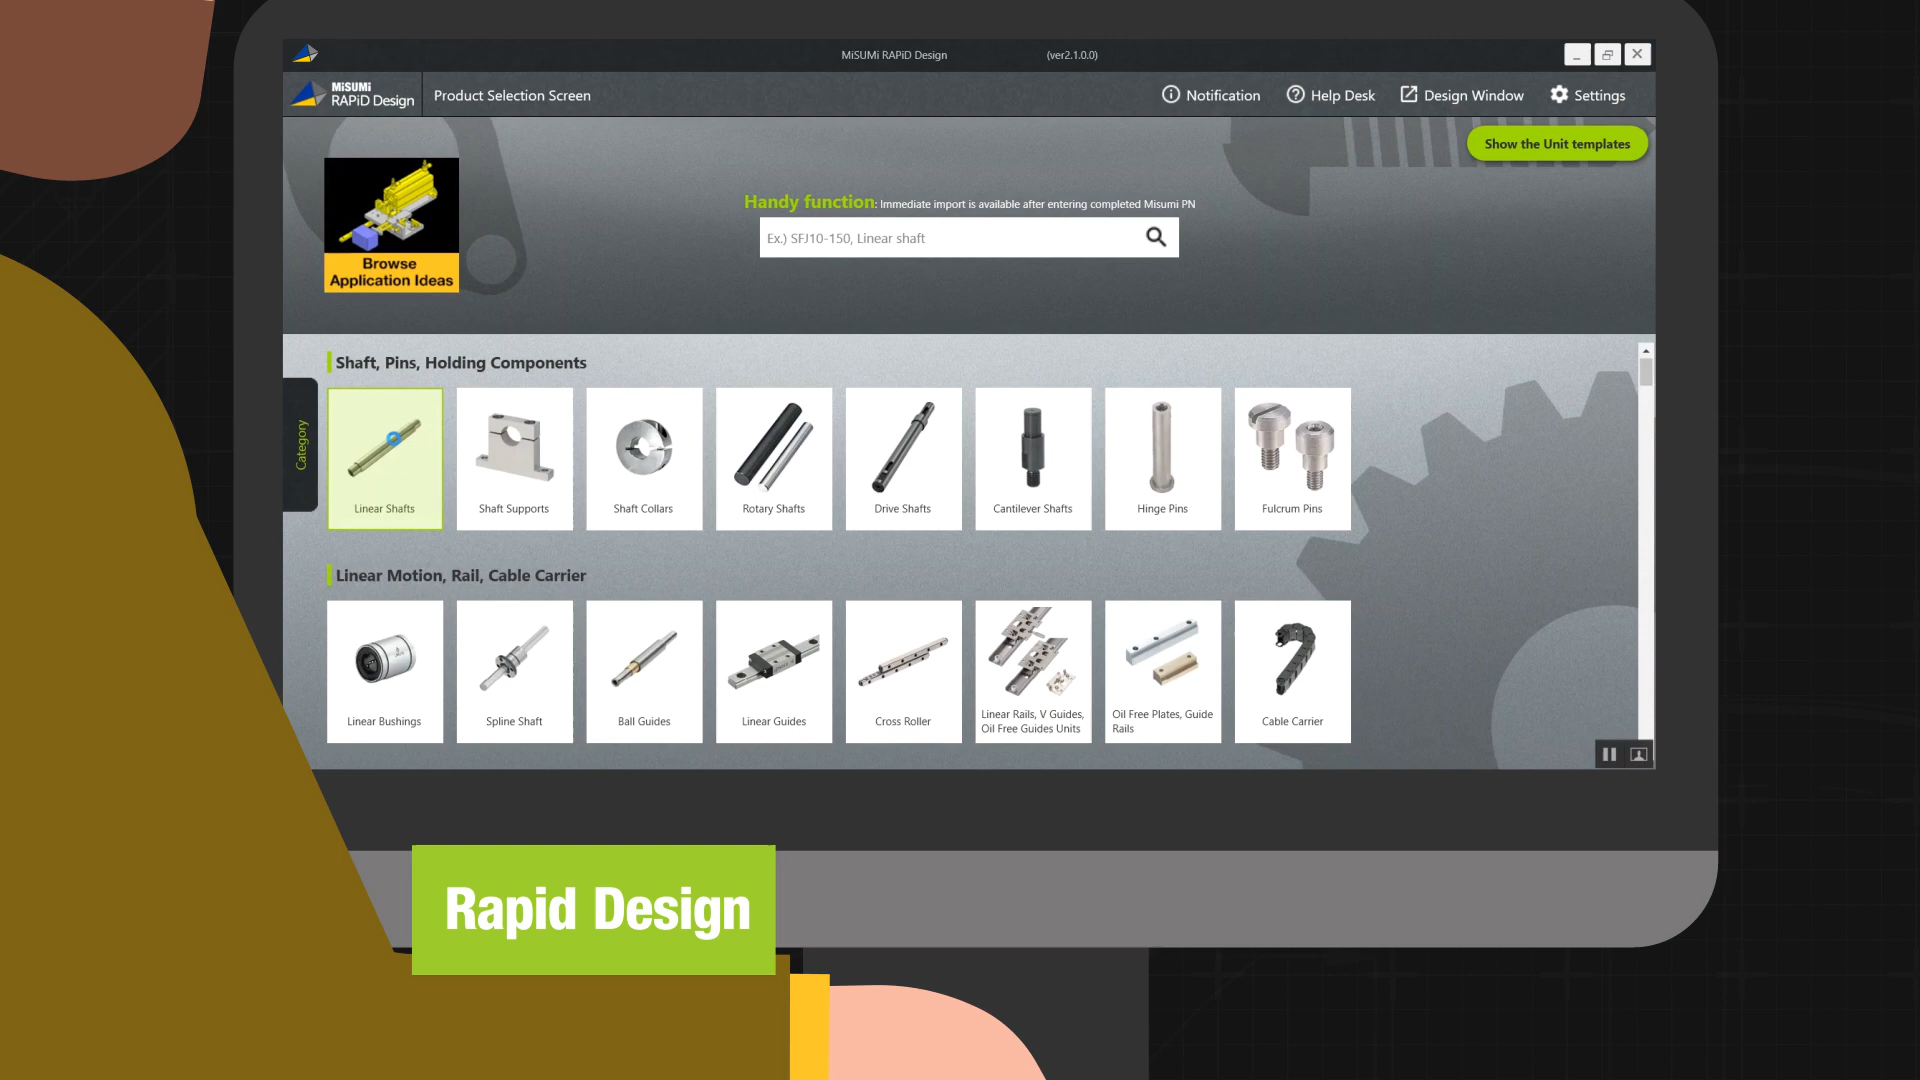 MiSUMi RAPiD Design (ver2.1.0.0)
MiSUMi
RAPiD Design
Product Selection Screen
Notification
Help Desk
Design Window
Settings
Show the Unit templates
Browse
Application Ideas
Handy function: Immediate import is available after entering completed Misumi PN
Ex.) SFJ10-150, Linear shaft
Category
Shaft, Pins, Holding Components
Linear Shafts
Shaft Supports
Shaft Collars
Rotary Shafts
Drive Shafts
Cantilever Shafts
Hinge Pins
Fulcrum Pins
Linear Motion, Rail, Cable Carrier
Linear Bushings
Spline Shaft
Ball Guides
Linear Guides
Cross Roller
Linear Rails, V Guides,
Oil Free Guides Units
Oil Free Plates, Guide
Rails
Cable Carrier
Rapid Design